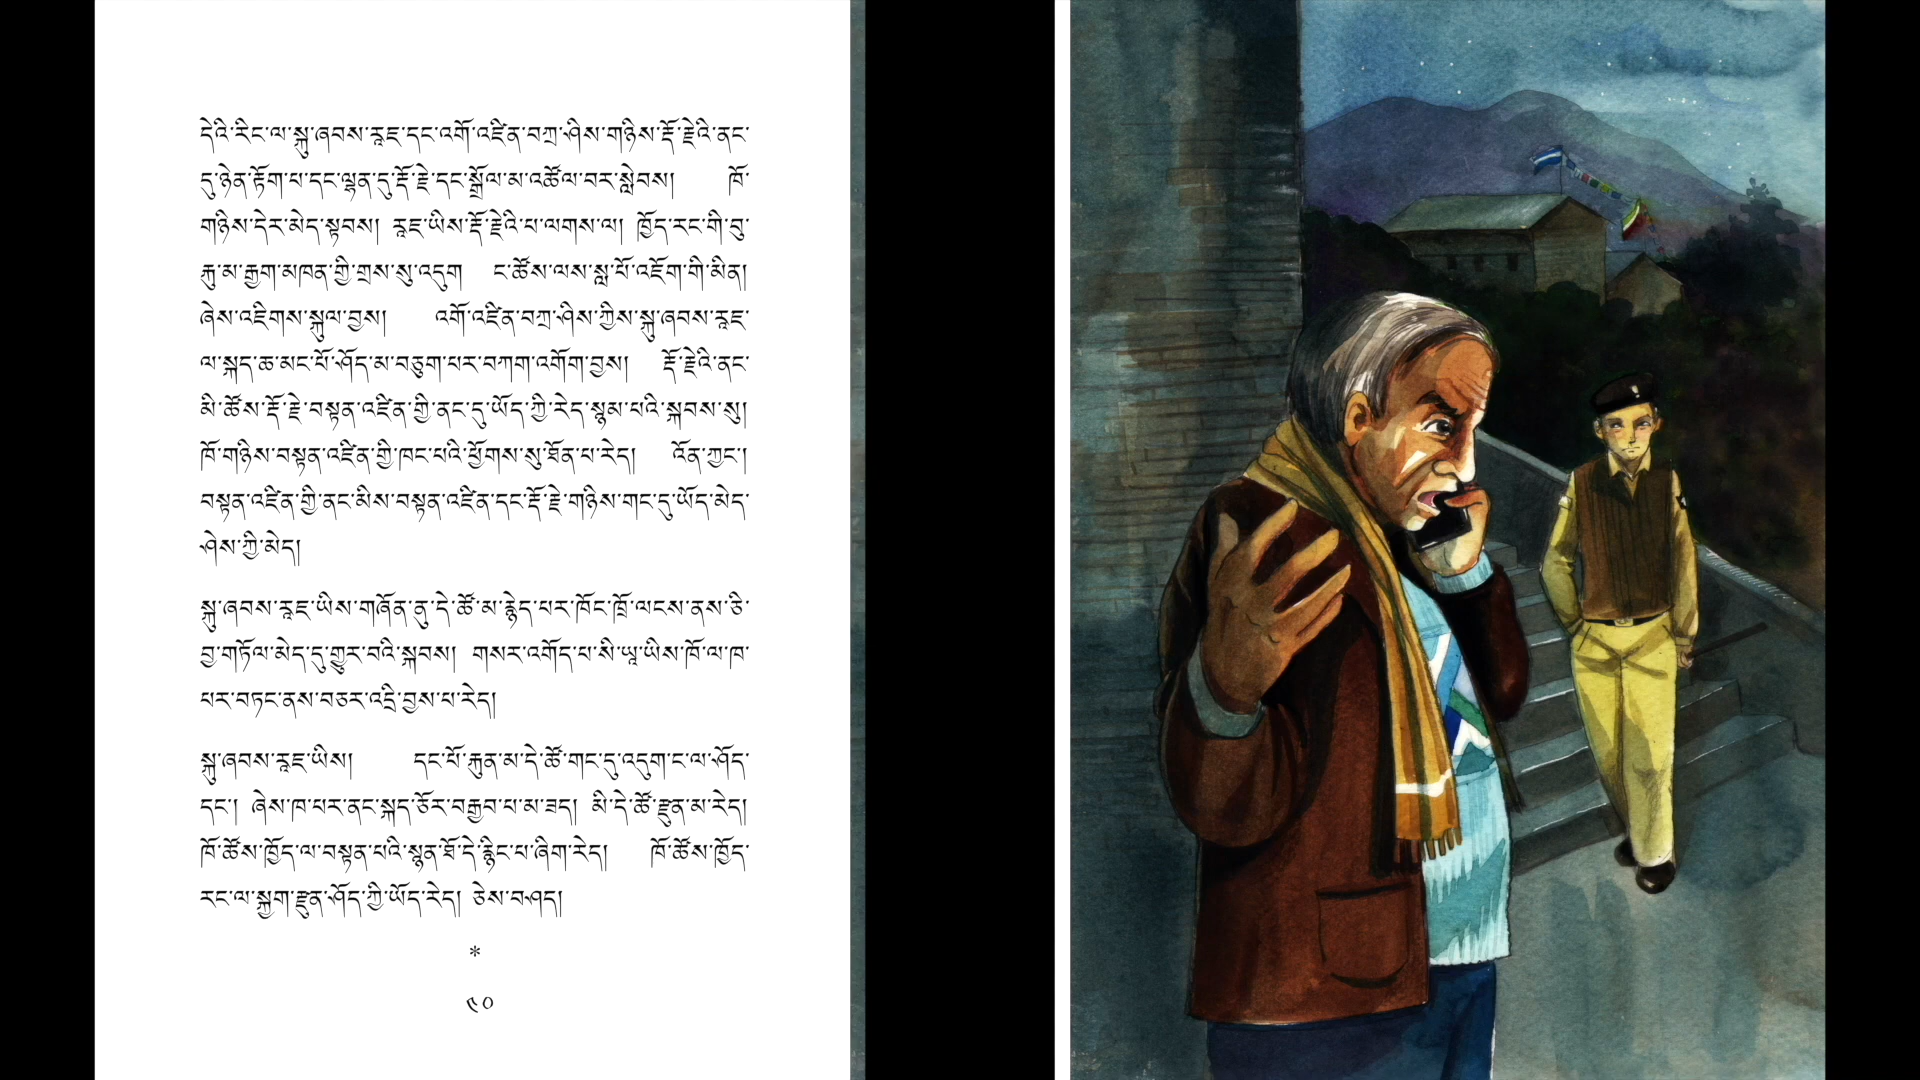 དེའི་རིང་ལ་སྐུ་ཞབས་རཱཇ་དང་འགོ་འཛིན་བཀྲ་ཤིས་གཉིས་རྡོ་རྗེའི་ནང་
དུ་ཉེན་རྟོག་པ་དང་ལྷན་དུ་རྡོ་རྗེ་དང་སྒྲོལ་མ་འཚོལ་བར་སླེབས། ཁོ་
གཉིས་དེར་མེད་སྟབས། རཱཇ་ཡིས་རྡོ་རྗེའི་པ་ལགས་ལ། ཁྱོད་རང་གི་བུ་
རྐུ་མ་རྒྱག་མཁན་གྱི་གྲས་སུ་འདུག ང་ཚོས་ལས་སླ་པོ་འཇོག་གི་མིན།
ཞེས་འཇིགས་སྐུལ་བྱས། འགོ་འཛིན་བཀྲ་ཤིས་ཀྱིས་སྐུ་ཞབས་རཱཇ་
ལ་སྐད་ཆ་མང་པོ་ཤོད་མ་བཅུག་པར་བཀག་འགོག་བྱས། རྡོ་རྗེའི་ནང་
མི་ཚོས་རྡོ་རྗེ་བསྟན་འཛིན་གྱི་ནང་དུ་ཡོད་ཀྱི་རེད་སྙམ་པའི་སྐབས་སུ།
ཁོ་གཉིས་བསྟན་འཛིན་གྱི་ཁང་པའི་ཕྱོགས་སུ་ཐོན་པ་རེད། འོན་ཀྱང་།
བསྟན་འཛིན་གྱི་ནང་མིས་བསྟན་འཛིན་དང་རྡོ་རྗེ་གཉིས་གང་དུ་ཡོད་མེད་
ཤེས་ཀྱི་མེད།
སྐུ་ཞབས་རཱཇ་ཡིས་གཞོན་ནུ་དེ་ཚོ་མ་རྙེད་པར་ཁོང་ཁྲོ་ལངས་ནས་ཅི་
བྱ་གཏོལ་མེད་དུ་གྱུར་བའི་སྐབས། གསར་འགོད་པ་སི་ཡཱ་ཡིས་ཁོ་ལ་ཁ་
པར་བཏང་ནས་བཅར་འདྲི་བྱས་པ་རེད།
སྐུ་ཞབས་རཱཇ་ཡིས། དང་པོ་རྐུན་མ་དེ་ཚོ་གང་དུ་འདུག་ང་ལ་ཤོད་
དང་། ཞེས་ཁ་པར་ནང་སྐད་ཅོར་བརྒྱབ་པ་མ་ཟད། མི་དེ་ཚོ་རྫུན་མ་རེད།
ཁོ་ཚོས་ཁྱོད་ལ་བསྟན་པའི་སྙན་ཐོ་དེ་རྙིང་པ་ཞིག་རེད། ཁོ་ཚོས་ཁྱོད་
རང་ལ་སྐྱག་རྫུན་ཤོད་ཀྱི་ཡོད་རེད། ཅེས་བཤད།
*
༤༠